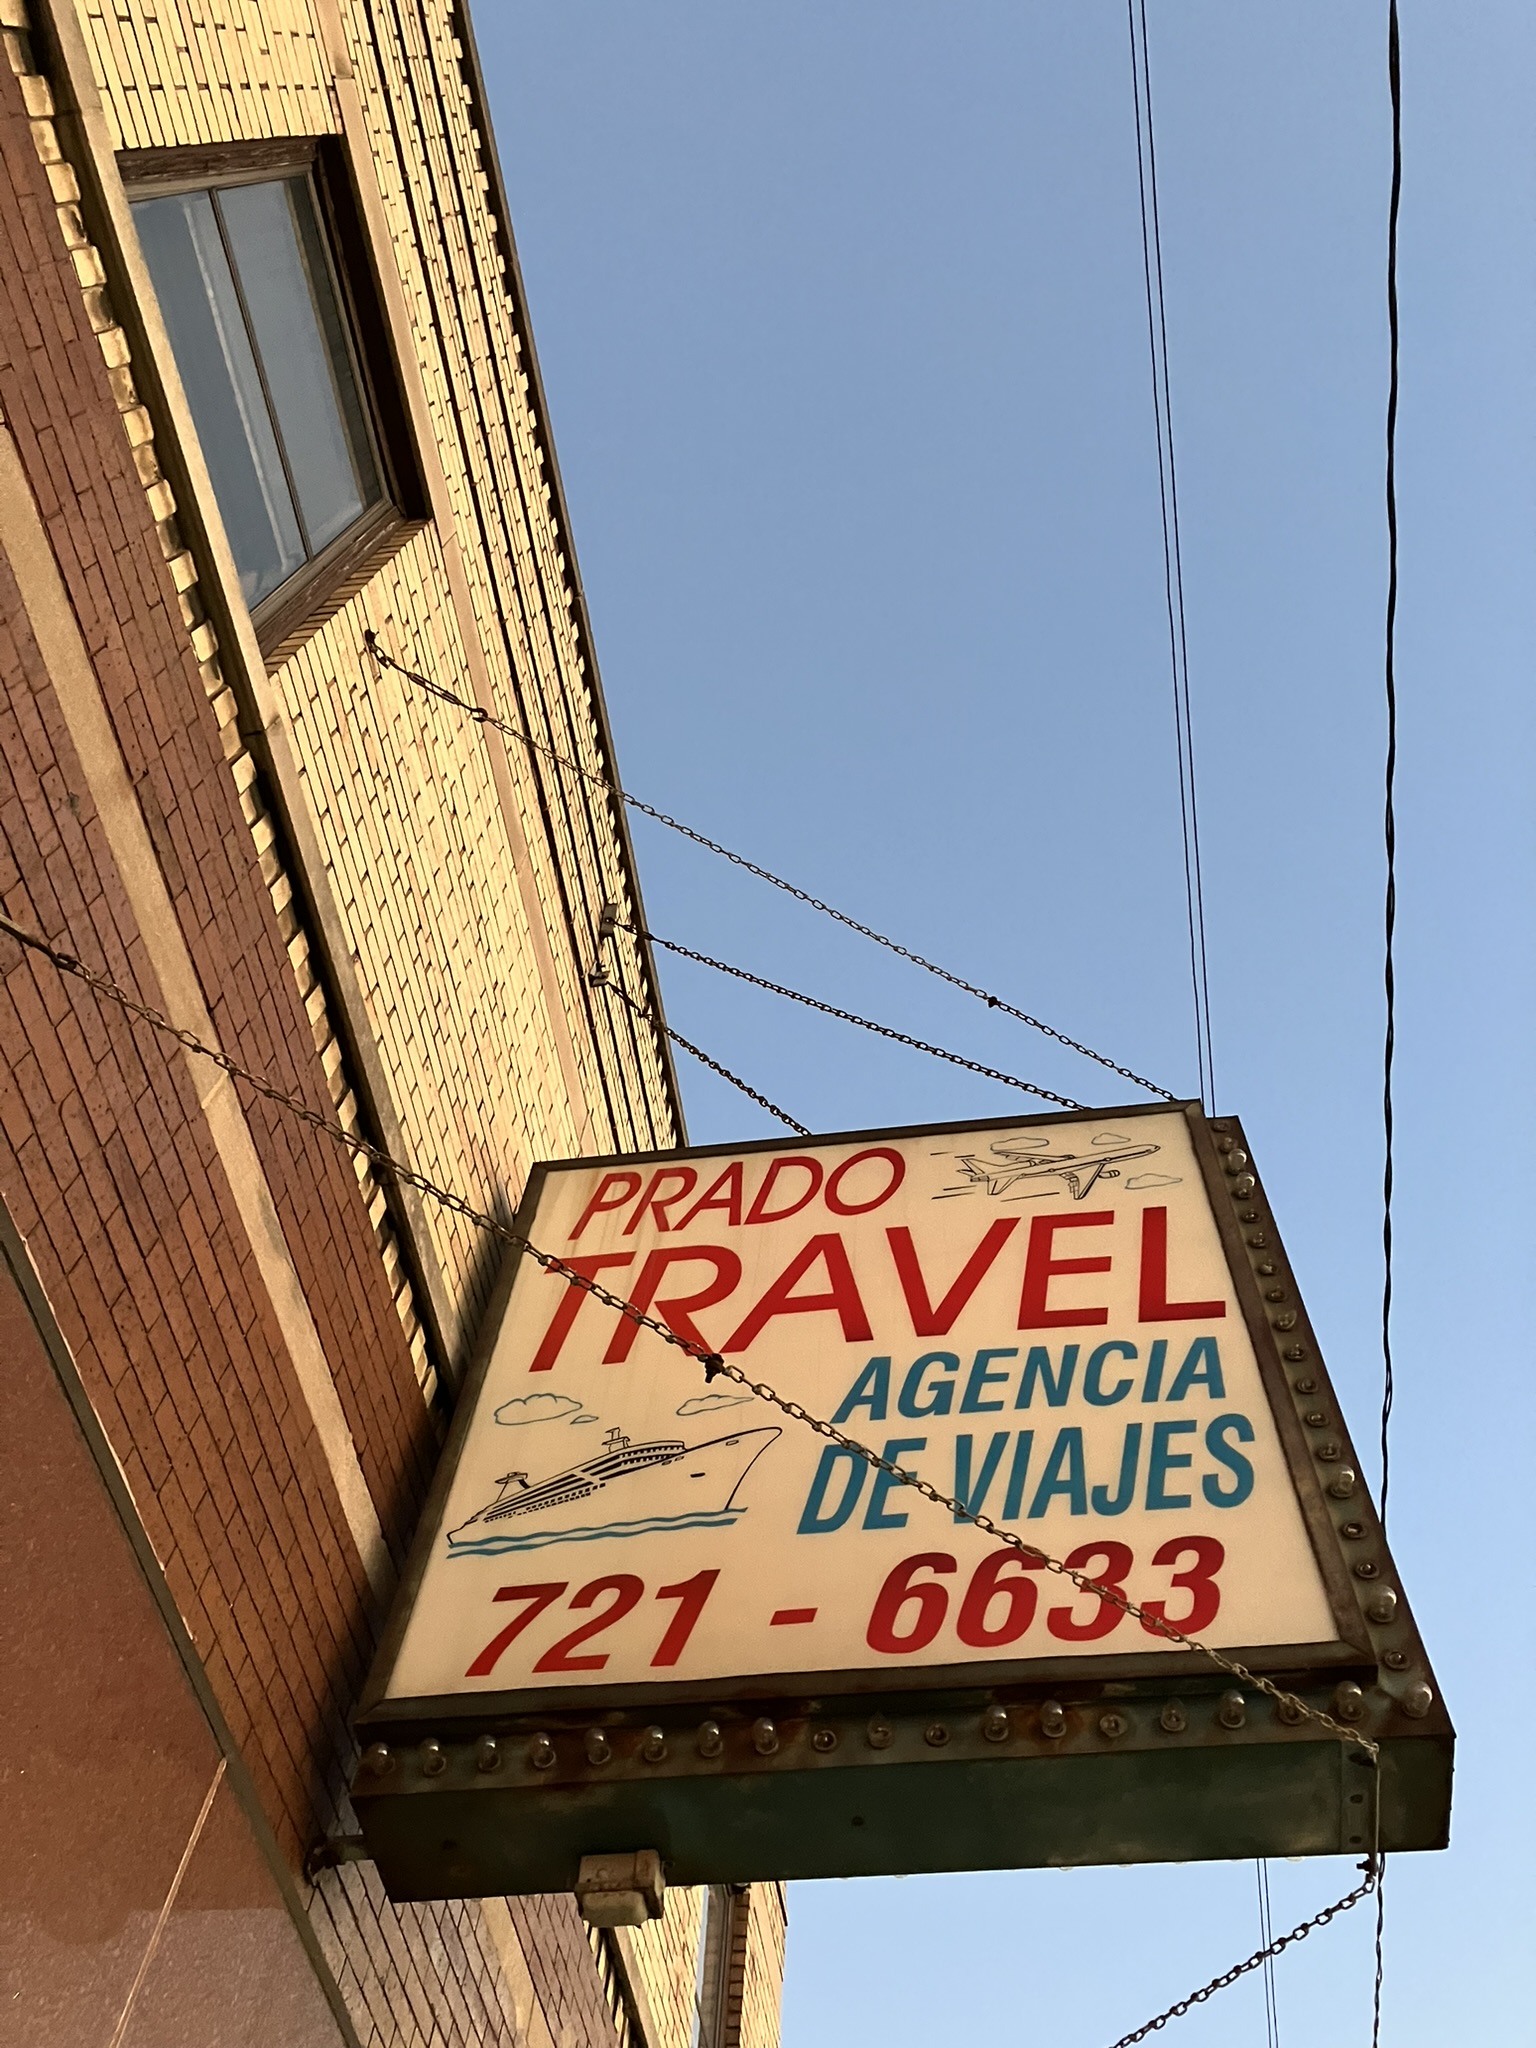 PRADO
TRAVEL
AGENCIA
DE VIAJES
721 - 6633